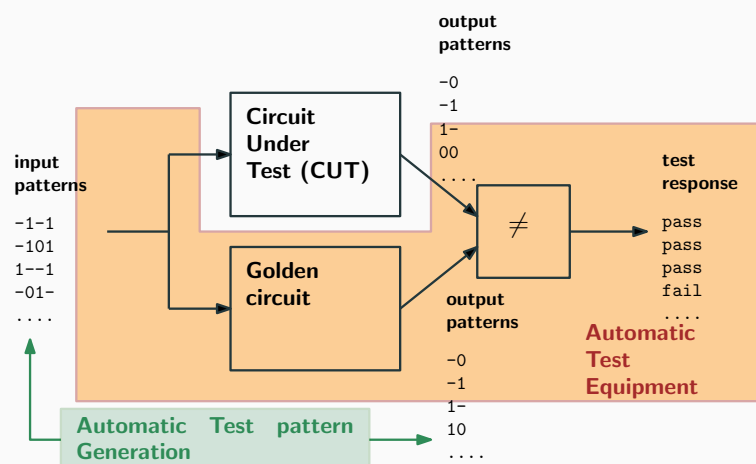 output
patterns
-0
-1
1-
00
....
Circuit
Under
Test (CUT)
input
patterns
-1-1
-101
1--1
-01-
....
≠
test
response
pass
pass
pass
fail
....
Golden
circuit
output
patterns
-0
-1
1-
10
....
Automatic
Test
Equipment
Automatic Test pattern
Generation